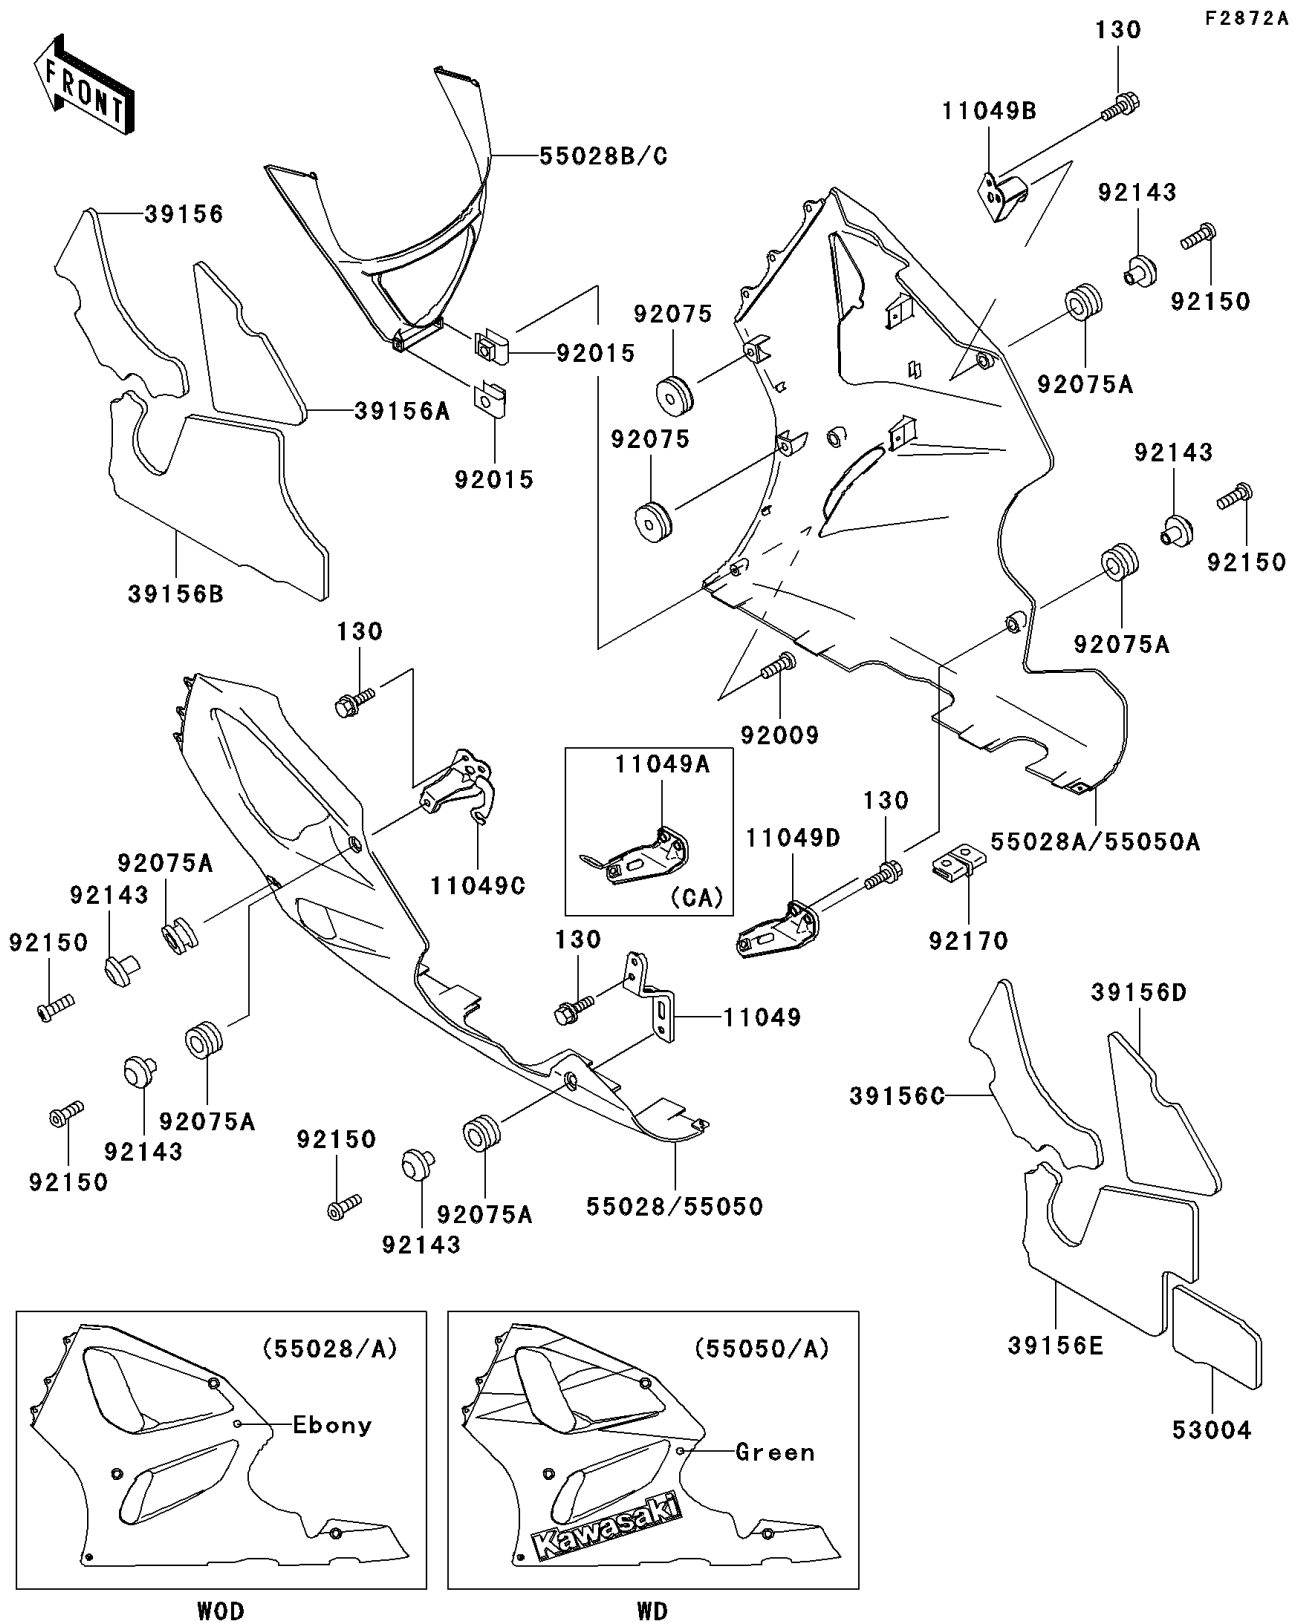 F2872A
130
FRONT
11049B
55028B/C
92143
39156
92150
92075
92015
92075A
39156A
92075
92143
92015
92150
39156B
130
92075A
92009
11049A
130
11049D
55028A/55050A
92075A
11049C
92143
(CA)
92150
130
92170
39156D
11049
39156C
92075A
92150
92143
92150
55028/55050
92075A
92143
39156E
(55028/A)
(55050/A)
Ebony
53004
Green
Kawasaki
WOD
WD